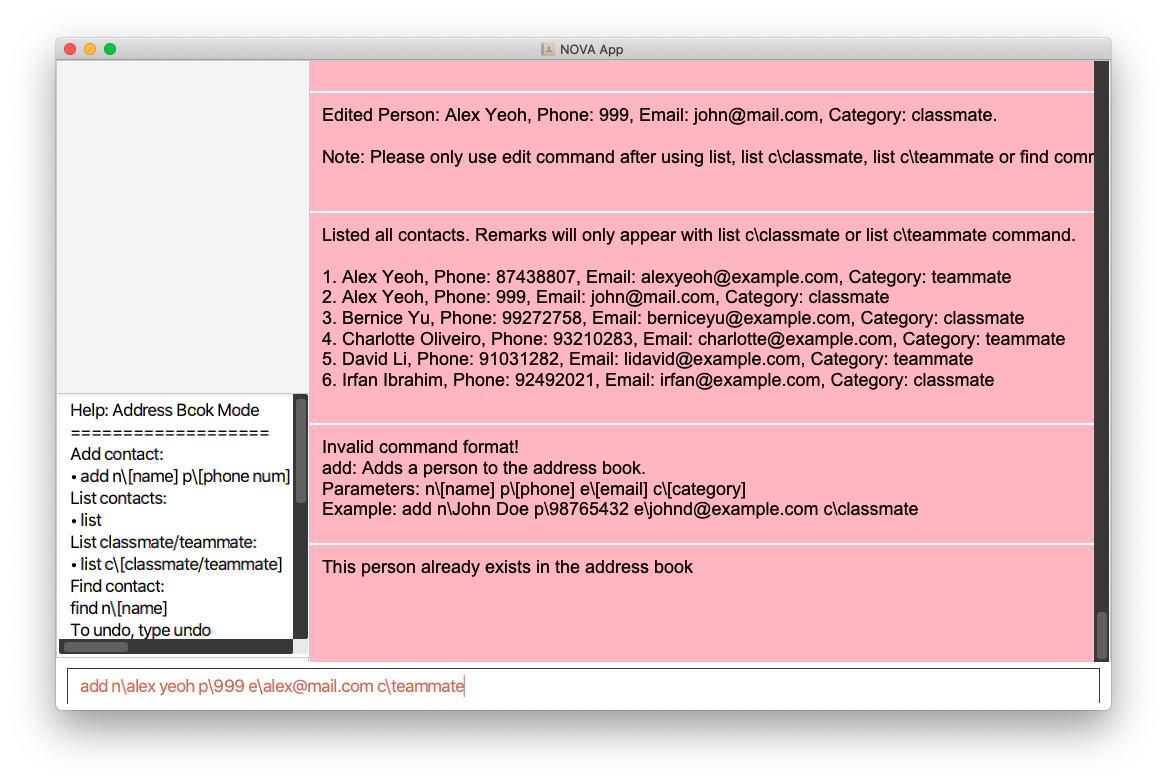 NOVA App
Edited Person: Alex Yeoh, Phone: 999, Email: john@mail.com, Category: classmate.
Note: Please only use edit command after using list, list c\classmate, list c\teammate or find comm
Listed all contacts. Remarks will only appear with list c\classmate or list c\teammate command.
1. Alex Yeoh, Phone: 87438807, Email: alexyeoh@example.com, Category: teammate
2. Alex Yeoh, Phone: 999, Email: john@mail.com, Category: classmate
3. Bernice Yu, Phone: 99272758, Email: berniceyu@example.com, Category: classmate
4. Charlotte Oliveiro, Phone: 93210283, Email: charlotte@example.com, Category: teammate
5. David Li, Phone: 91031282, Email: lidavid@example.com, Category: teammate
6. Irfan Ibrahim, Phone: 92492021, Email: irfan@example.com, Category: classmate
Invalid command format!
add: Adds a person to the address book.
Parameters: n\[name] p\[phone] e\[email] c\[category]
Example: add n\John Doe p\98765432 e\johnd@example.com c\classmate
This person already exists in the address book
Help: Address Book Mode
===================
Add contact:
• add n\[name] p\[phone num]
List contacts:
• list
List classmate/teammate:
• list c\[classmate/teammate]
Find contact:
find n\[name]
To undo, type undo
add n\alex yeoh p\999 e\alex@mail.com c\teammate